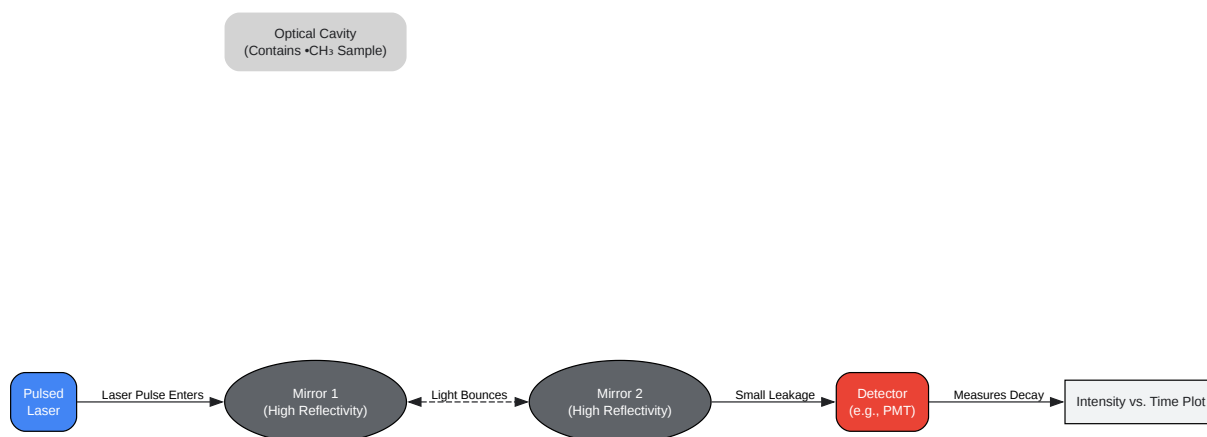 Optical Cavity
(Contains •CH₃ Sample)
Pulsed
Laser
Laser Pulse Enters
Mirror 1
(High Reflectivity)
Light Bounces
Mirror 2
(High Reflectivity)
Small Leakage
Detector
(e.g., PMT)
Measures Decay
Intensity vs. Time Plot